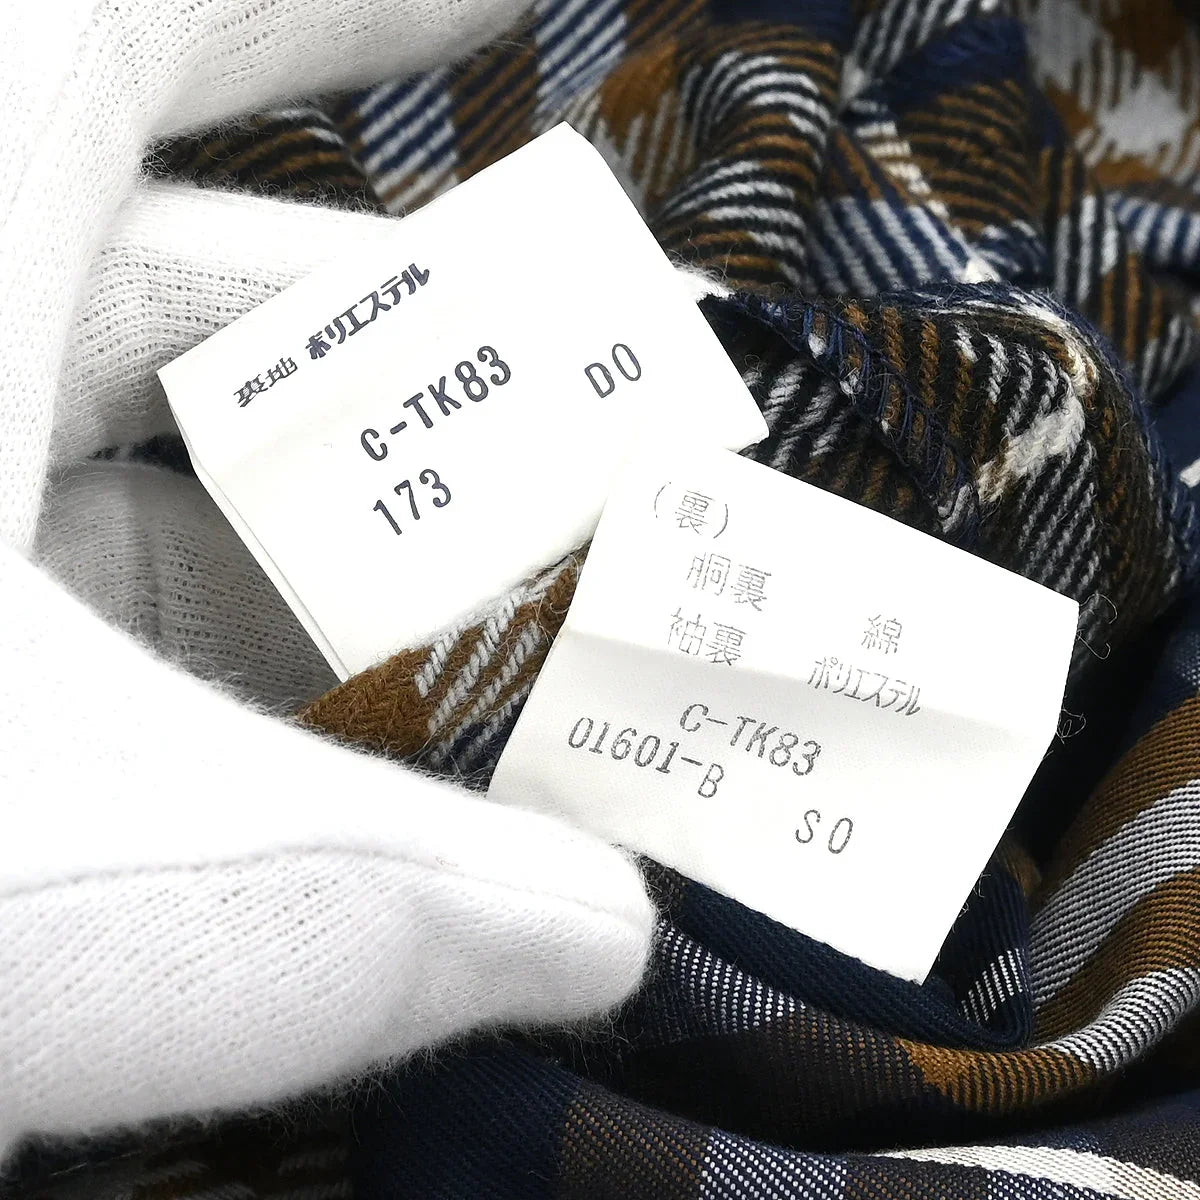 裏地 ポリエステル
C-TK83 DO
173
(裏)
胴裏 綿
袖裏 ポリエステル
C-TK83
01601-B SO